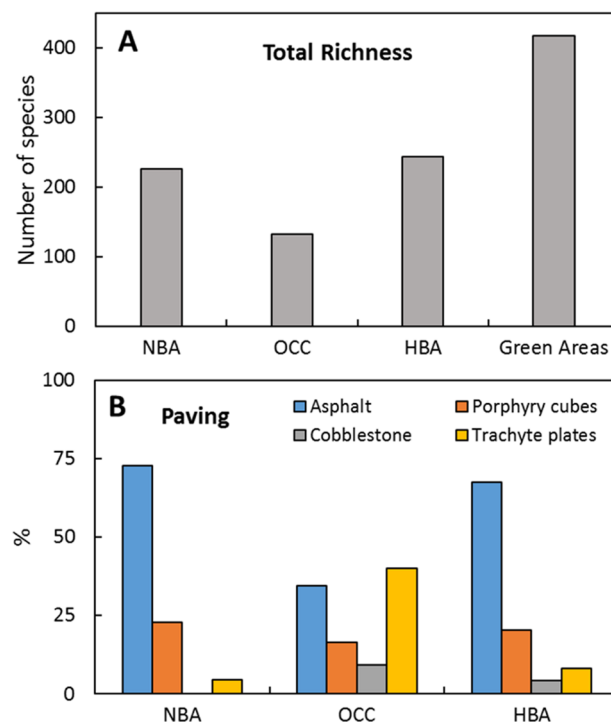 A
Total Richness
Number of species
400
300
200
100
0
NBA OCC HBA Green Areas
B
Paving
Asphalt Porphyry cubes
Cobblestone Trachyte plates
%
100
75
50
25
0
NBA OCC HBA